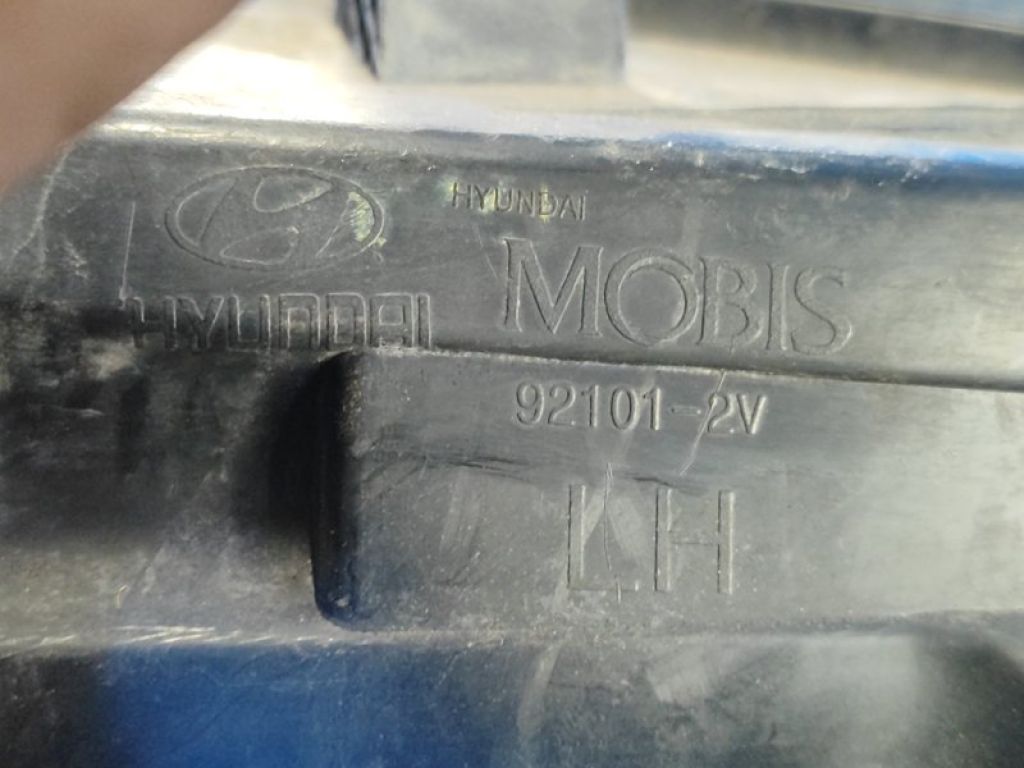 HYUNDAI
HYUNDAI
MOBIS
92101-2V
LH